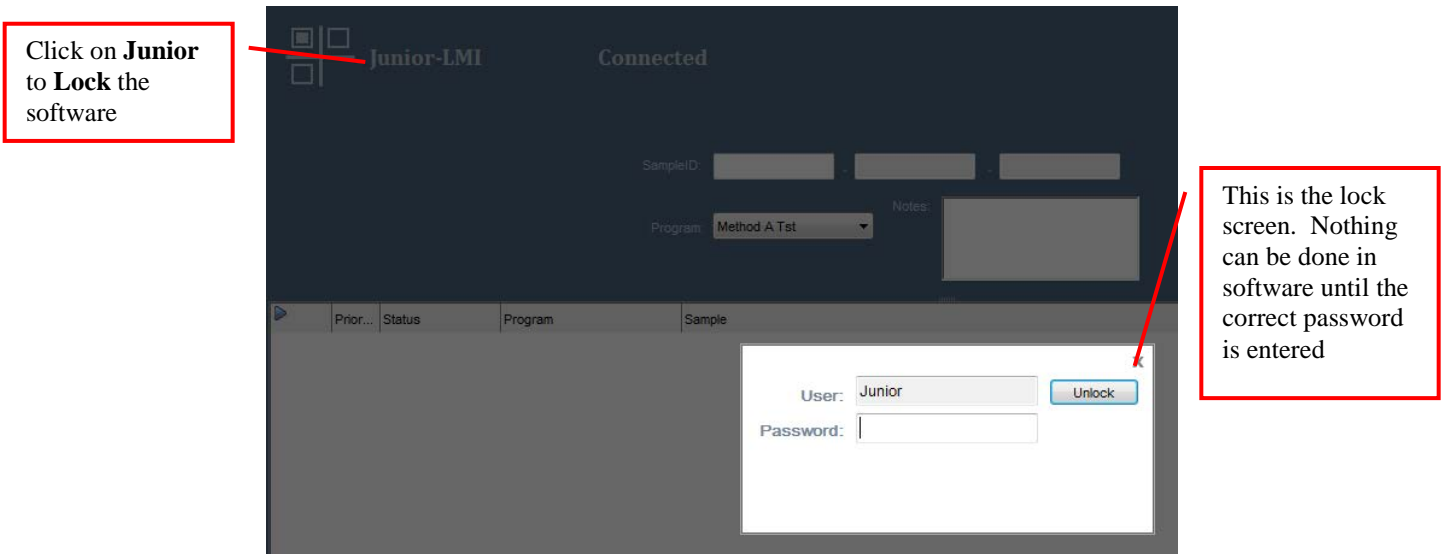 Click on Junior
to Lock the
software
Junior-LMI Connected
SampleID: . .
Program: Method A Tst Notes:
Prior... Status Program Sample
x
User: Junior Unlock
Password:
This is the lock
screen. Nothing
can be done in
software until the
correct password
is entered